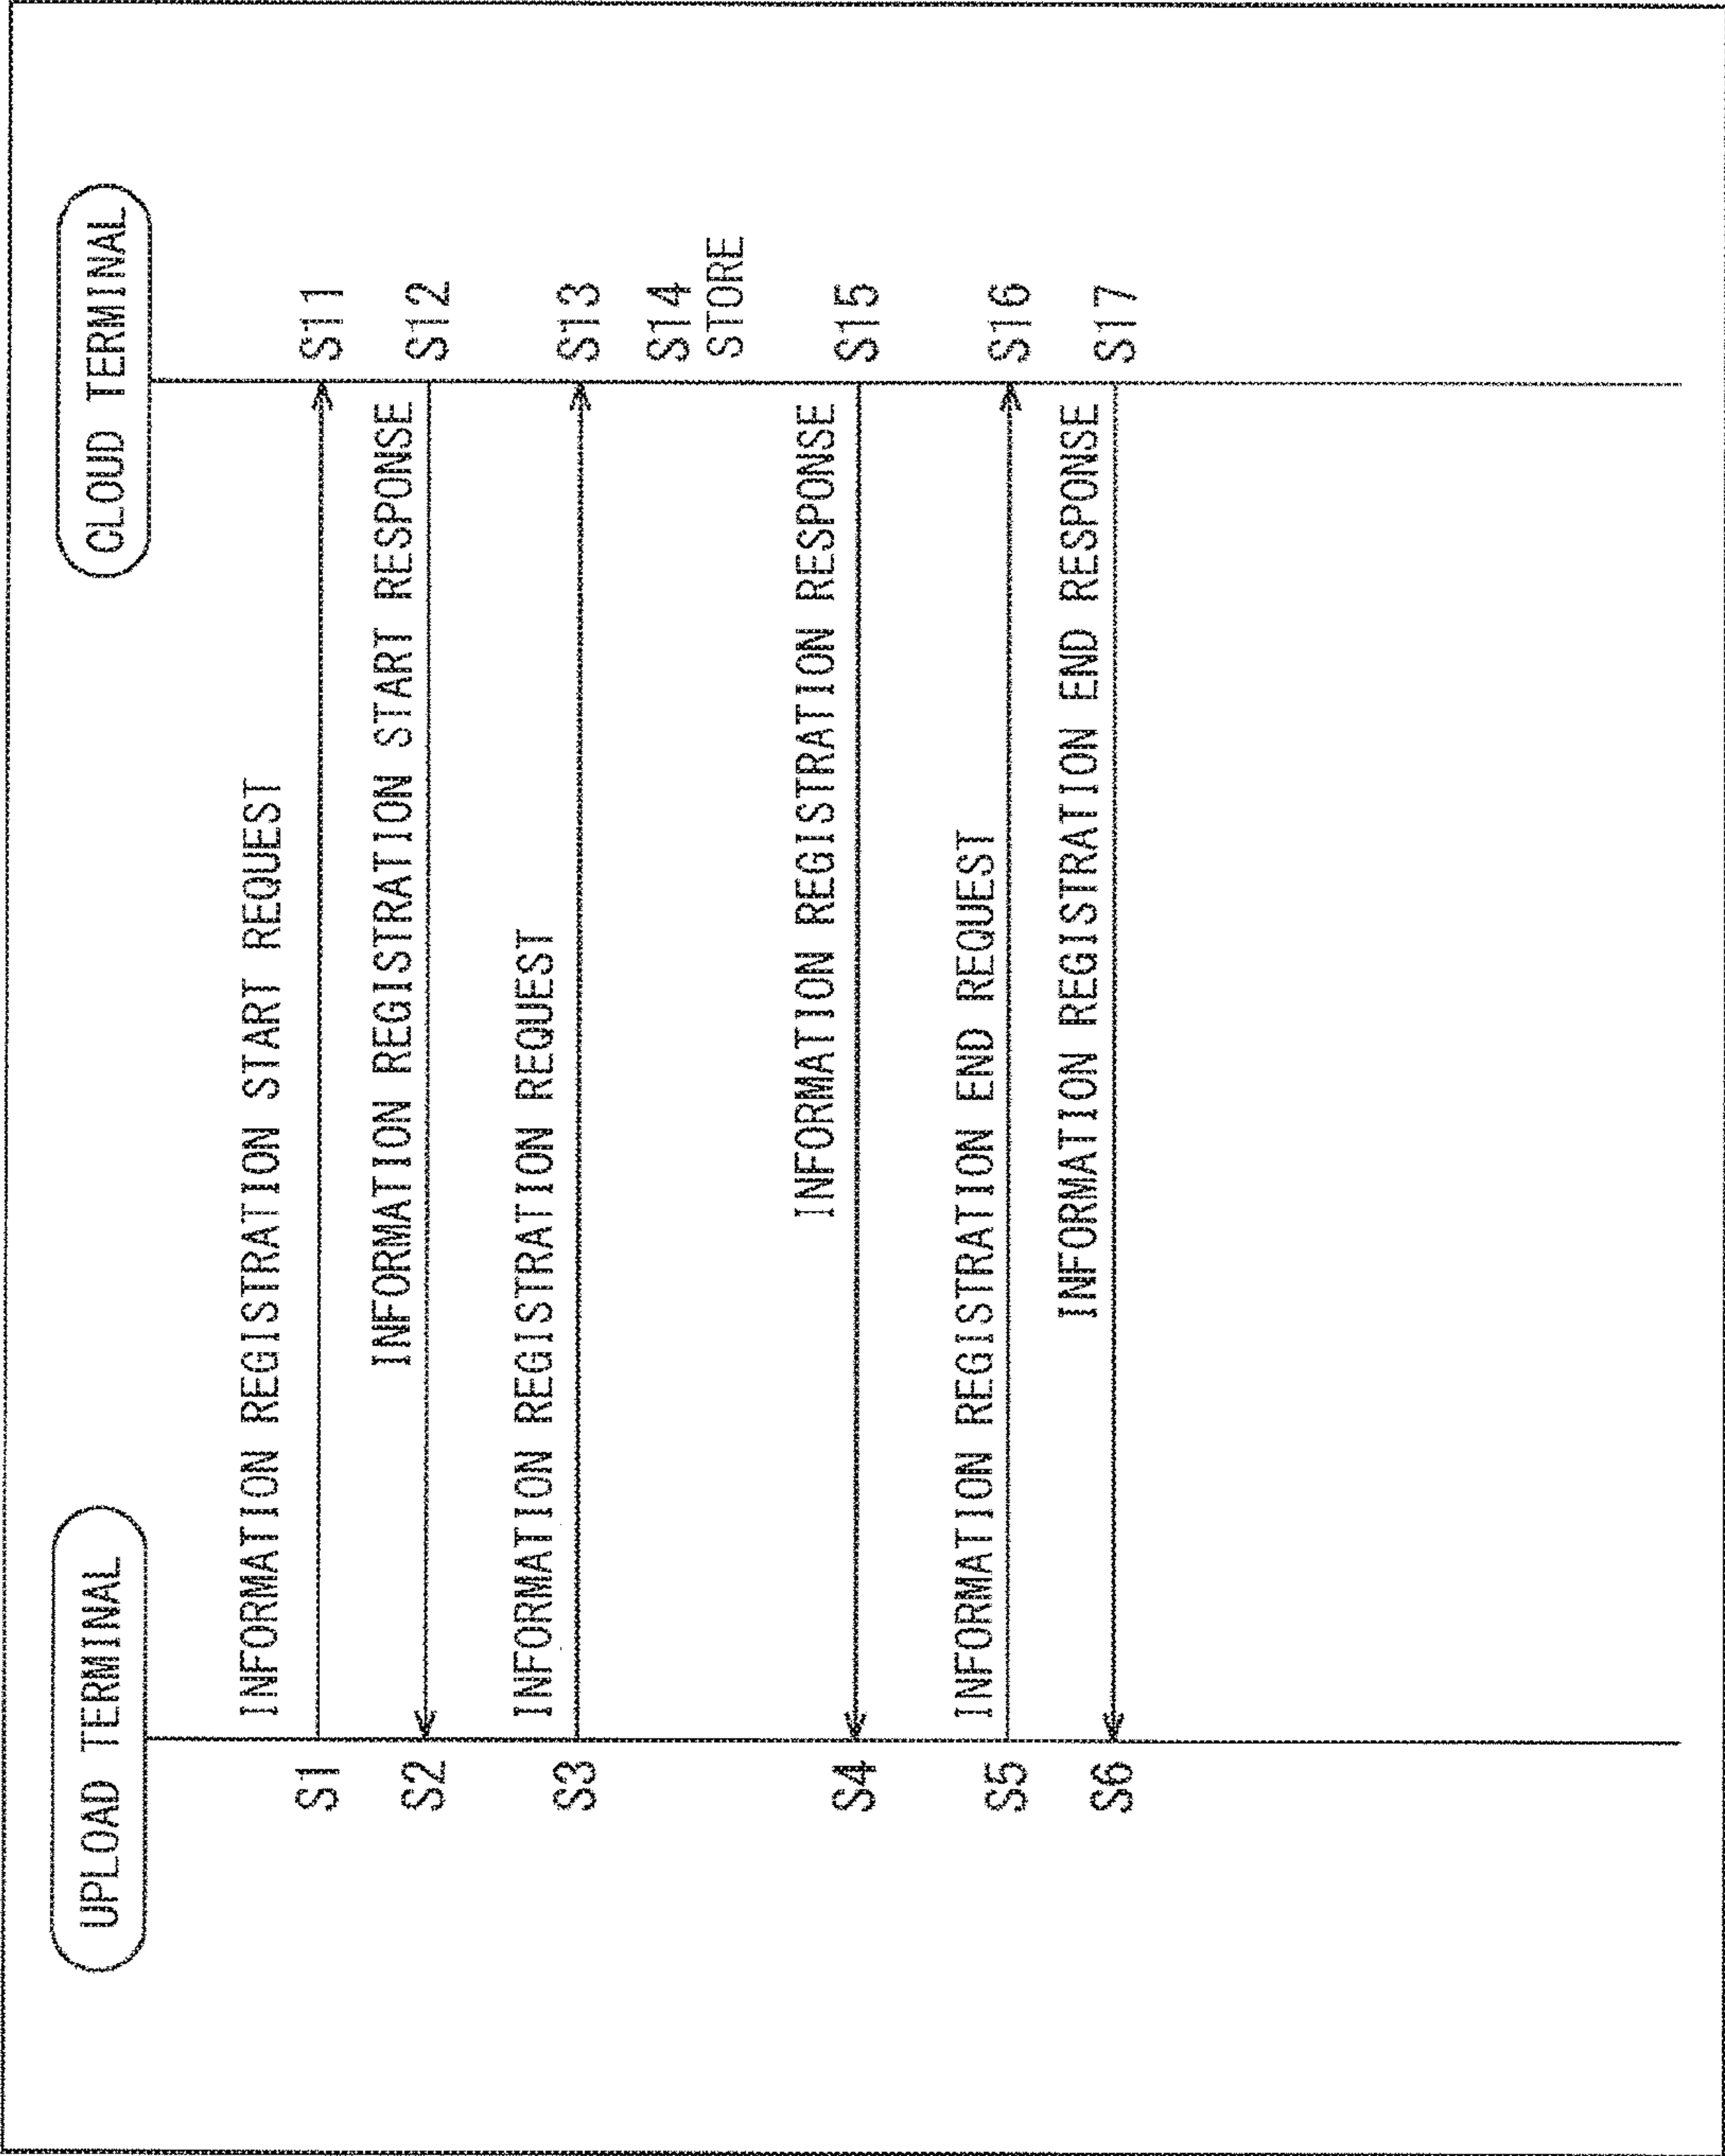 UPLOAD TERMINAL
CLOUD TERMINAL
INFORMATION REGISTRATION START REQUEST
S1
S11
INFORMATION REGISTRATION START RESPONSE
S2
S12
INFORMATION REGISTRATION REQUEST
S3
S13
S14
STORE
INFORMATION REGISTRATION RESPONSE
S4
S15
INFORMATION REGISTRATION END REQUEST
S5
S16
INFORMATION REGISTRATION END RESPONSE
S6
S17